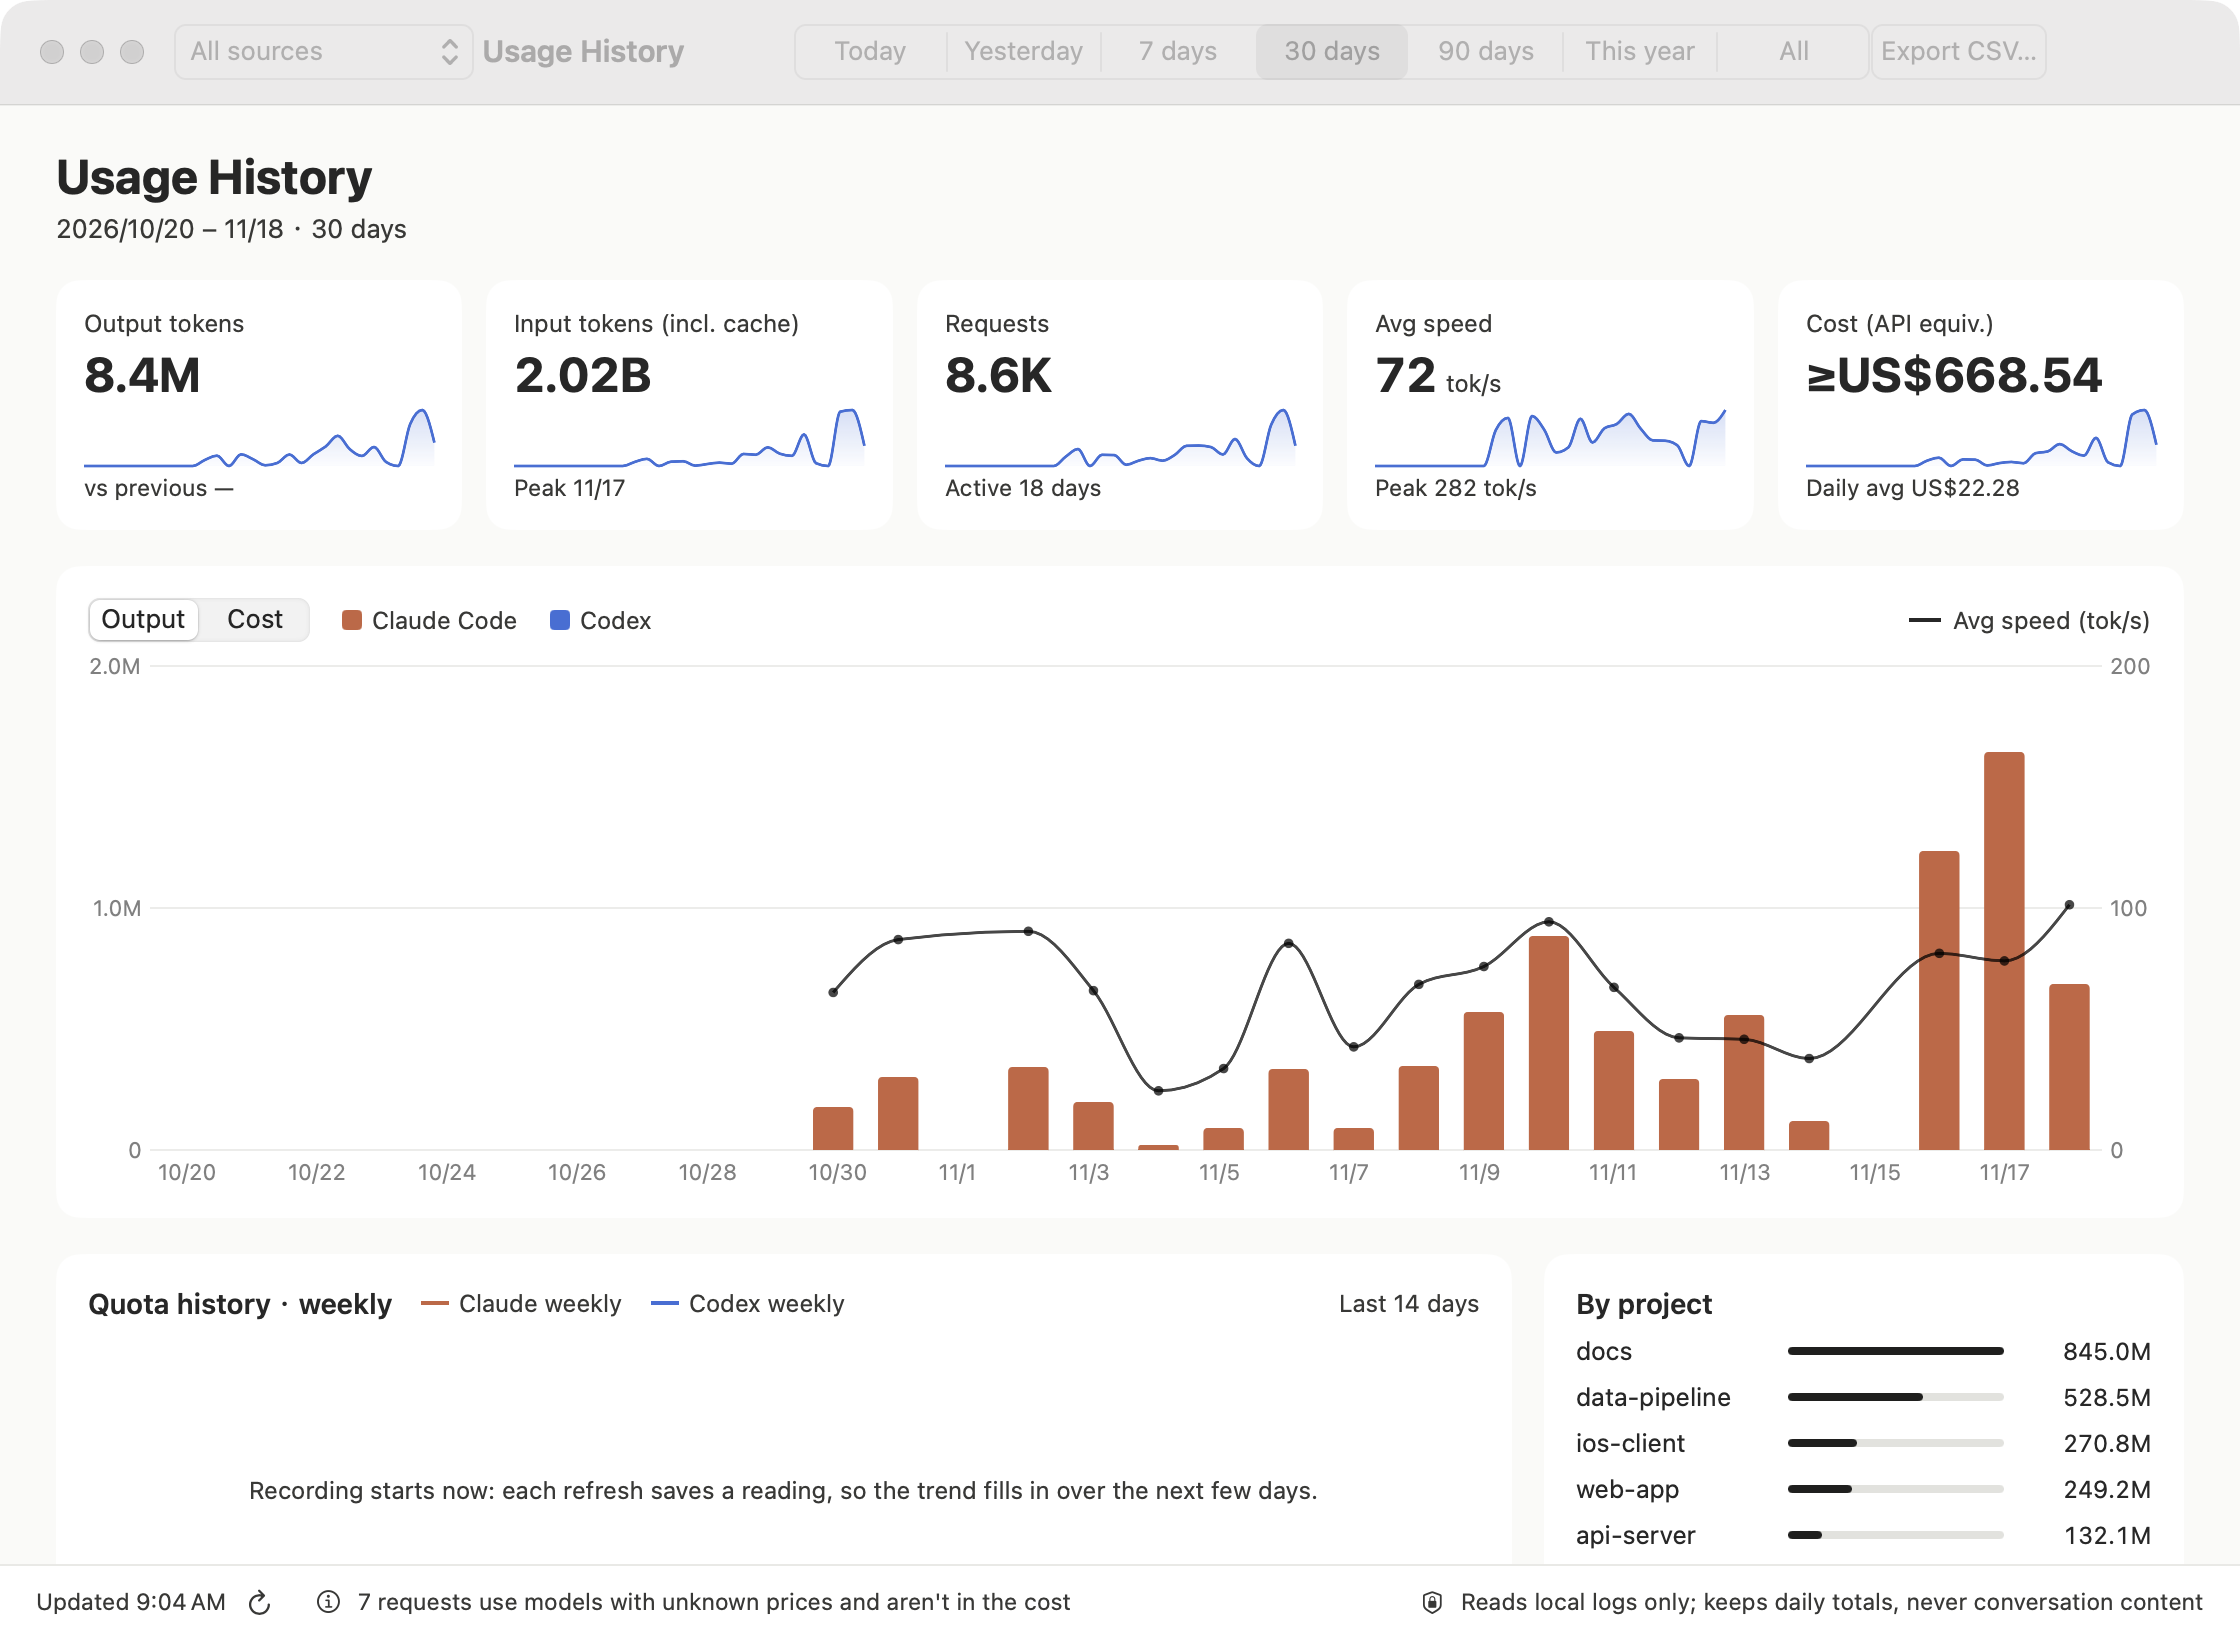 All sources
Usage History
Today
Yesterday
7 days
30 days
90 days
This year
All
Export CSV...
Usage History
2026/10/20 – 11/18 · 30 days
Output tokens
8.4M
vs previous —
Input tokens (incl. cache)
2.02B
Peak 11/17
Requests
8.6K
Active 18 days
Avg speed
72 tok/s
Peak 282 tok/s
Cost (API equiv.)
≥US$668.54
Daily avg US$22.28
Output
Cost
Claude Code
Codex
Avg speed (tok/s)
2.0M
200
1.0M
100
0
0
10/20
10/22
10/24
10/26
10/28
10/30
11/1
11/3
11/5
11/7
11/9
11/11
11/13
11/15
11/17
Quota history · weekly
Claude weekly
Codex weekly
Last 14 days
Recording starts now: each refresh saves a reading, so the trend fills in over the next few days.
By project
docs 845.0M
data-pipeline 528.5M
ios-client 270.8M
web-app 249.2M
api-server 132.1M
Updated 9:04 AM
7 requests use models with unknown prices and aren't in the cost
Reads local logs only; keeps daily totals, never conversation content